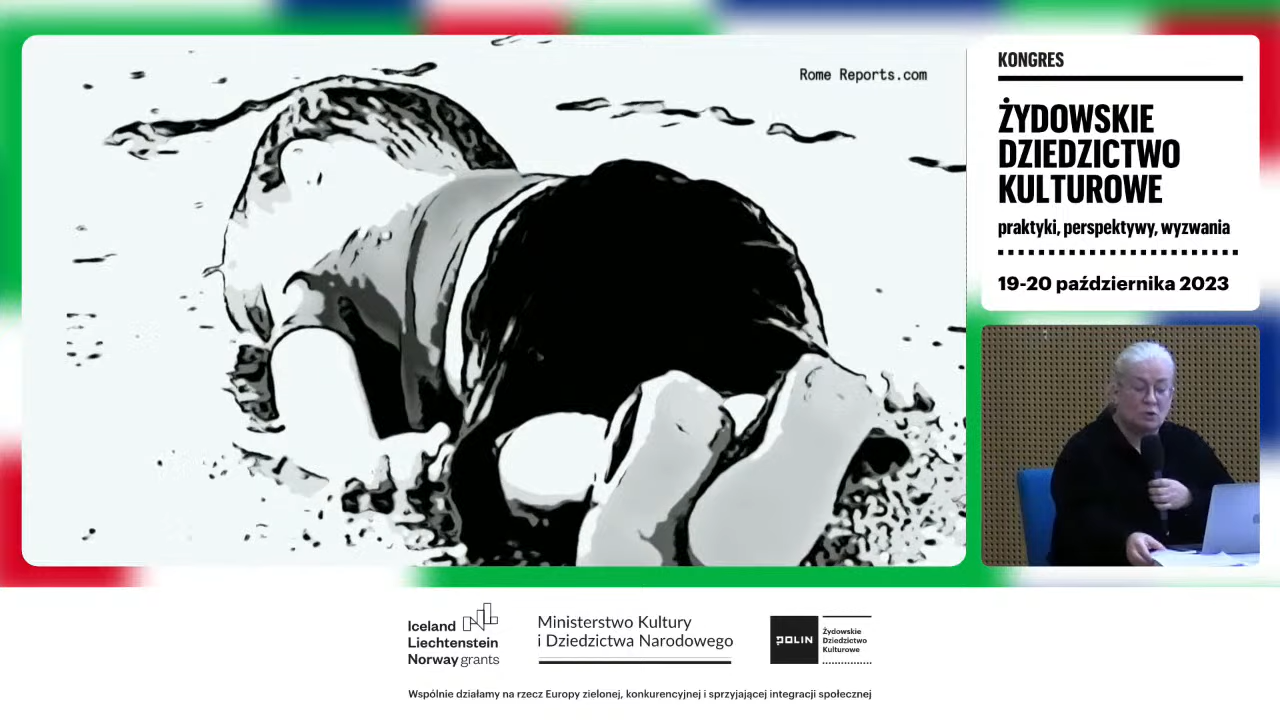 Rome Reports.com
KONGRES
ŻYDOWSKIE
DZIEDZICTWO
KULTUROWE
praktyki, perspektywy, wyzwania
19-20 października 2023
Iceland
Liechtenstein
Norway grants
Ministerstwo Kultury
i Dziedzictwa Narodowego
POLIN
Żydowskie
Dziedzictwo
Kulturowe
Wspólnie działamy na rzecz Europy zielonej, konkurencyjnej i sprzyjającej integracji społecznej